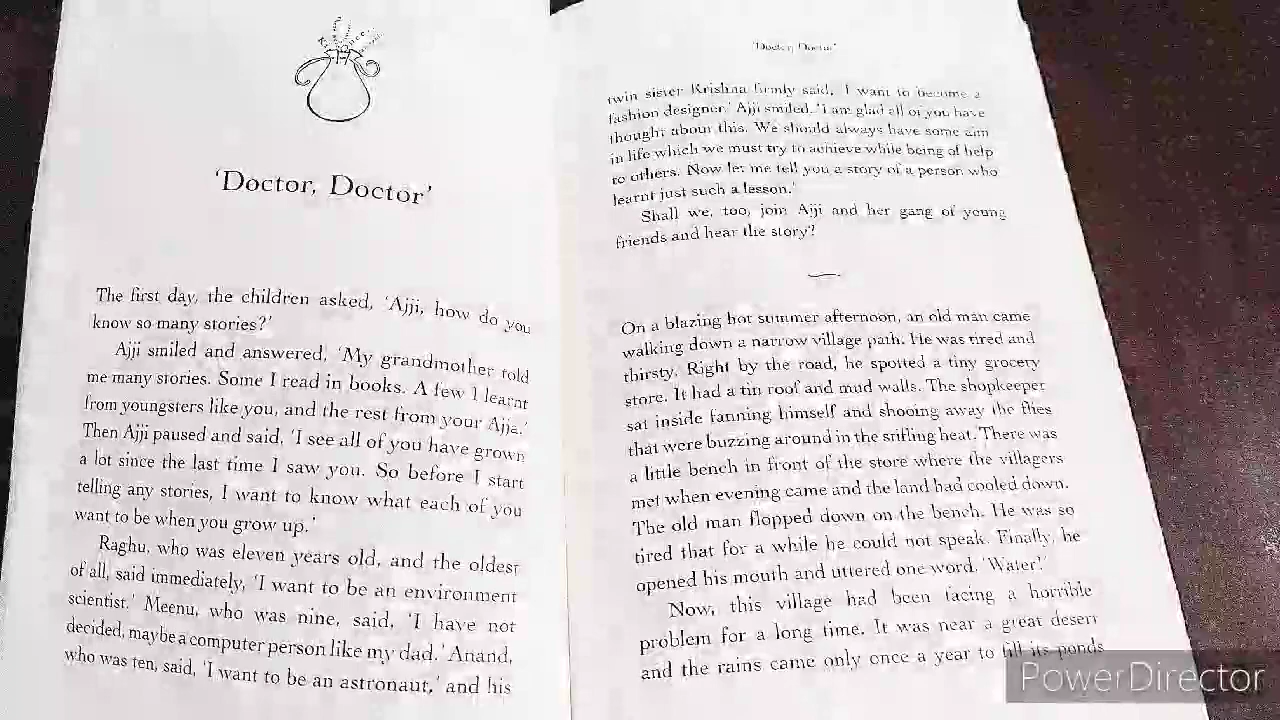 'Doctor, Doctor'
The first day, the children asked, 'Ajji, how do you
know so many stories?'
Ajji smiled and answered, 'My grandmother told
me many stories. Some I read in books. A few I learnt
from youngsters like you, and the rest from your Ajja.'
Then Ajji paused and said, 'I see all of you have grown
a lot since the last time I saw you. So before I start
telling any stories, I want to know what each of you
want to be when you grow up.'
Raghu, who was eleven years old, and the oldest
of all, said immediately, 'I want to be an environment
scientist.' Meenu, who was nine, said, 'I have not
decided, maybe a computer person like my dad.' Anand,
who was ten, said, 'I want to be an astronaut,' and his
'Doctor, Doctor'
twin sister Krishna firmly said, 'I want to become a
fashion designer.' Ajji smiled. 'I am glad all of you have
thought about this. We should always have some aim
in life which we must try to achieve while being of help
to others. Now let me tell you a story of a person who
learnt just such a lesson.'
Shall we, too, join Ajji and her gang of young
friends and hear the story?
On a blazing hot summer afternoon, an old man came
walking down a narrow village path. He was tired and
thirsty. Right by the road, he spotted a tiny grocery
store. It had a tin roof and mud walls. The shopkeeper
sat inside fanning himself and shooing away the flies
that were buzzing around in the stifling heat. There was
a little bench in front of the store where the villagers
met when evening came and the land had cooled down.
The old man flopped down on the bench. He was so
tired that for a while he could not speak. Finally, he
opened his mouth and uttered one word, 'Water!'
Now, this village had been facing a horrible
problem for a long time. It was near a great desert
and the rains came only once a year to fill its ponds
PowerDirector